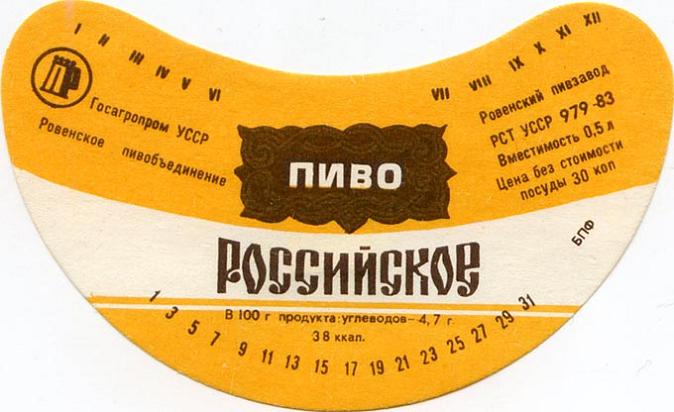 I II III IV V VI
VII VIII IX X XI XII
ПР
Госагропром УССР
Ровенское пивобъединение
ПИВО
Ровенский пивзавод
РСТ УССР 979-83
Вместимость 0,5 л
Цена без стоимости
посуды 30 коп
РОССИЙСКОЕ
БПФ
В 100 г продукта: углеводов-4,7 г
38 ккал.
1 3 5 7 9 11 13 15 17 19 21 23 25 27 29 31